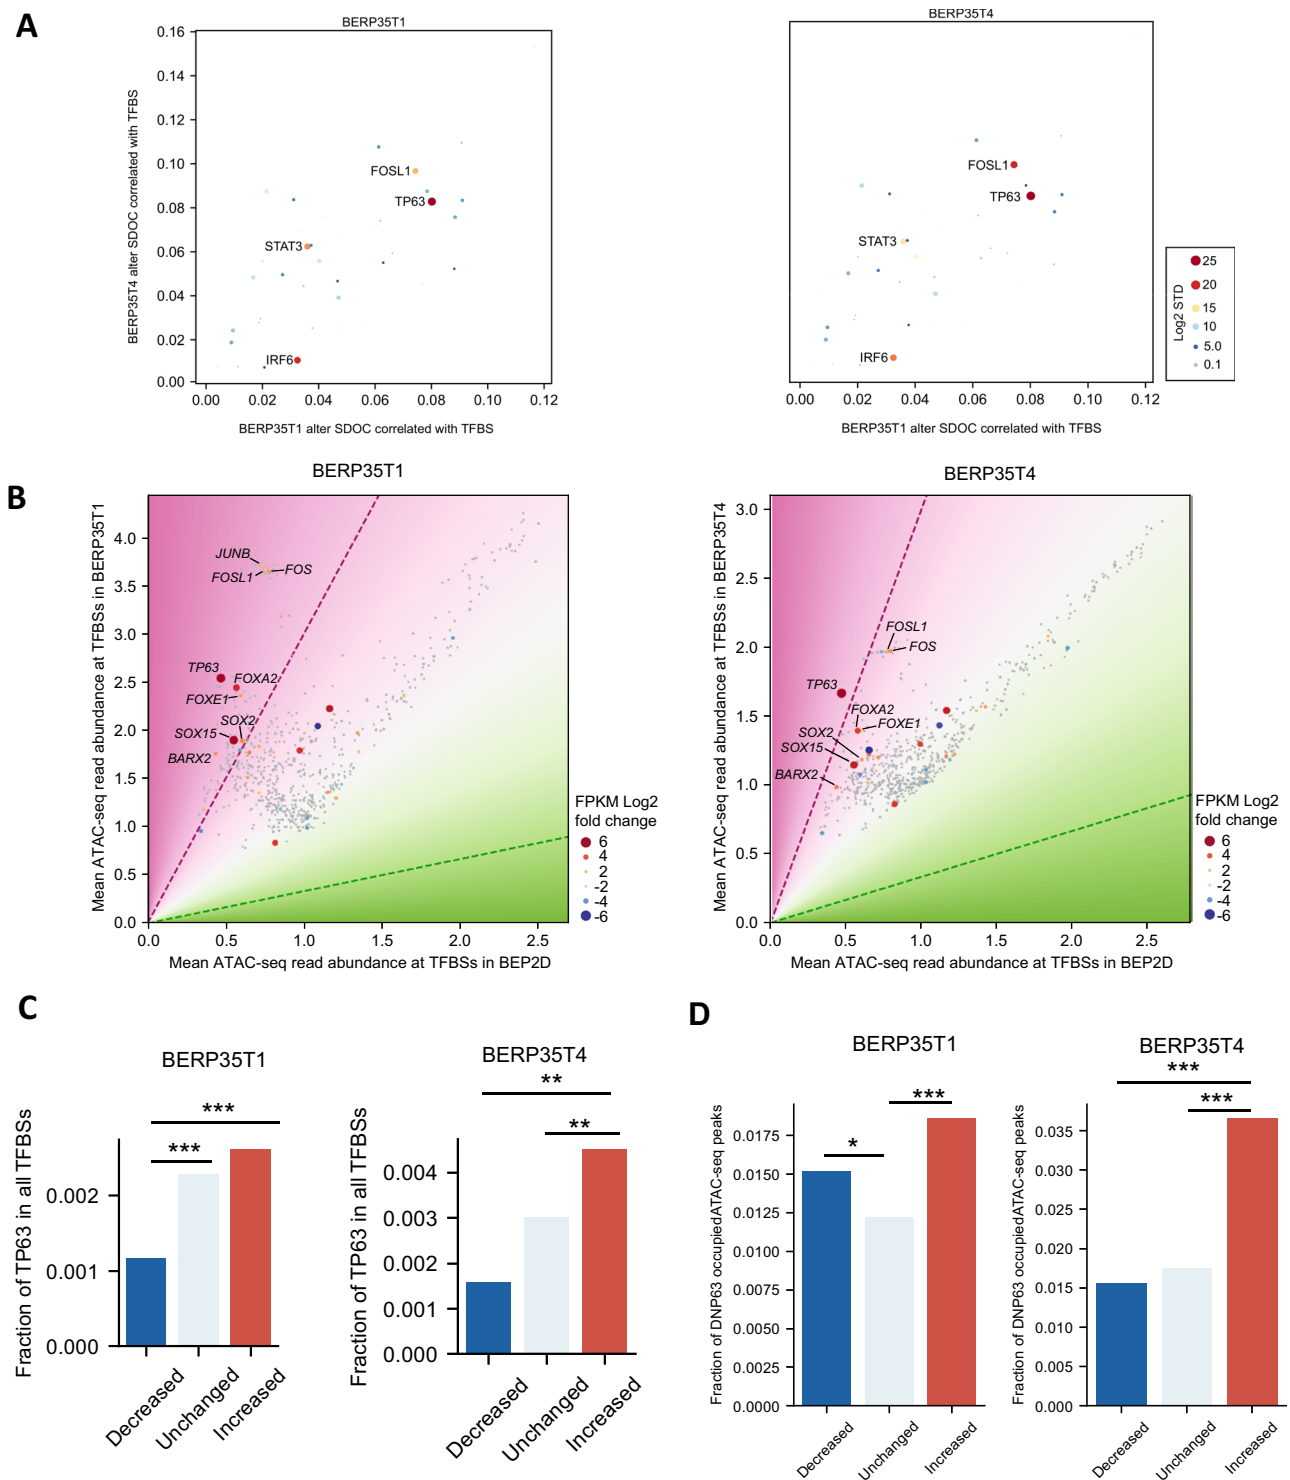 A
BERP35T1
BERP35T4 alter SDOC correlated with TFBS
0.16
0.14
0.12
0.10
0.08
0.06
0.04
0.02
0.00
FOSL1
TP63
STAT3
IRF6
0.00 0.02 0.04 0.06 0.08 0.10 0.12
BERP35T1 alter SDOC correlated with TFBS
BERP35T4
FOSL1
TP63
STAT3
IRF6
0.00 0.02 0.04 0.06 0.08 0.10 0.12
BERP35T1 alter SDOC correlated with TFBS
Log2 STD
25
20
15
10
5.0
0.1
B
BERP35T1
Mean ATAC-seq read abundance at TFBSs in BERP35T1
4.0
3.5
3.0
2.5
2.0
1.5
1.0
0.5
0.0
JUNB
FOSL1
FOS
TP63
FOXA2
FOXE1
SOX2
SOX15
BARX2
0.0 0.5 1.0 1.5 2.0 2.5
Mean ATAC-seq read abundance at TFBSs in BEP2D
FPKM Log2
fold change
6
4
2
-2
-4
-6
BERP35T4
Mean ATAC-seq read abundance at TFBSs in BERP35T4
3.0
2.5
2.0
1.5
1.0
0.5
0.0
FOSL1
FOS
TP63
FOXA2
FOXE1
SOX2
SOX15
BARX2
0.0 0.5 1.0 1.5 2.0 2.5
Mean ATAC-seq read abundance at TFBSs in BEP2D
FPKM Log2
fold change
6
4
2
-2
-4
-6
C
BERP35T1
Fraction of TP63 in all TFBSs
***
***
0.002
0.001
0.000
Decreased
Unchanged
Increased
BERP35T4
Fraction of TP63 in all TFBSs
**
**
0.004
0.003
0.002
0.001
0.000
Decreased
Unchanged
Increased
D
BERP35T1
Fraction of DNP63 occupiedATAC-seq peaks
***
*
0.0175
0.0150
0.0125
0.0100
0.0075
0.0050
0.0025
0.0000
Decreased
Unchanged
Increased
BERP35T4
Fraction of DNP63 occupiedATAC-seq peaks
***
***
0.035
0.030
0.025
0.020
0.015
0.010
0.005
0.000
Decreased
Unchanged
Increased